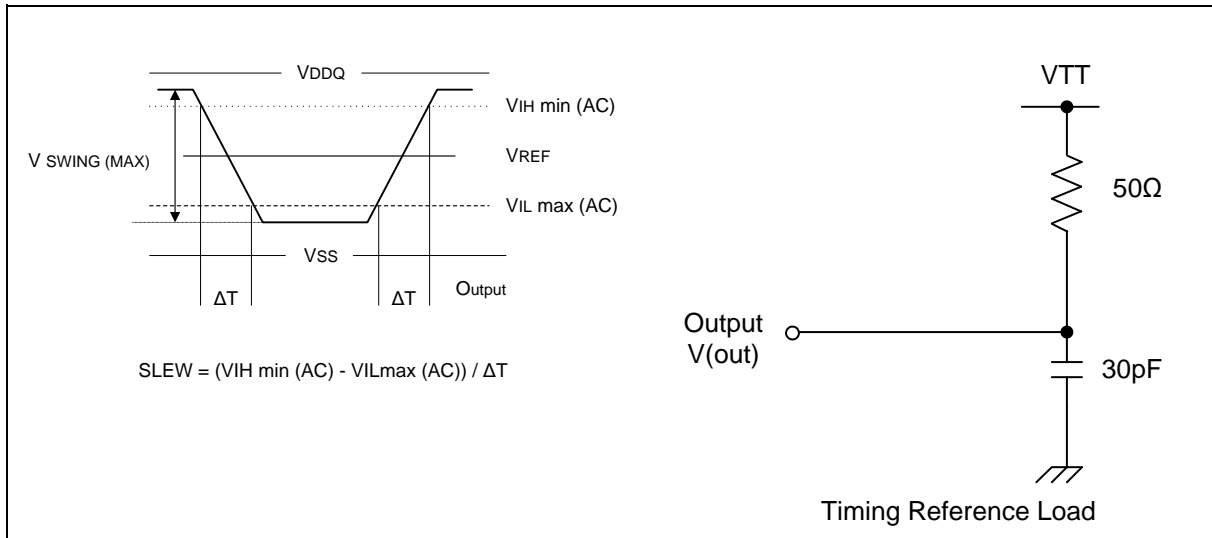 VDDQ
VIH min (AC)
V SWING (MAX)
VREF
VIL max (AC)
VSS
ΔT
ΔT
Output
SLEW = (VIH min (AC) - VILmax (AC)) / ΔT
VTT
50Ω
Output
V(out)
30pF
Timing Reference Load